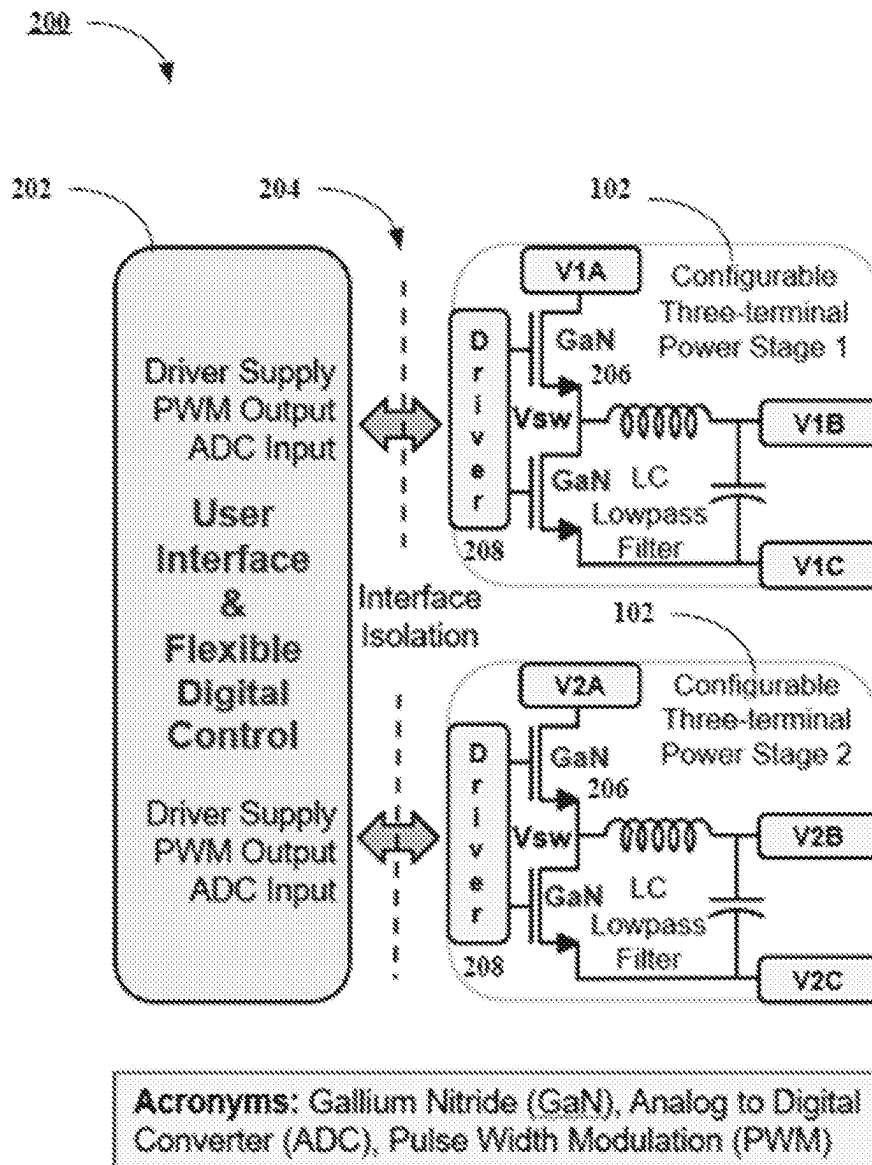 200
202
204
102
Driver Supply
PWM Output
ADC Input
User
Interface
&
Flexible
Digital
Control
Driver Supply
PWM Output
ADC Input
Interface
Isolation
V1A
Configurable
Three-terminal
Power Stage 1
Driver
GaN
206
Vsw
V1B
GaN
LC
Lowpass
Filter
208
V1C
102
V2A
Configurable
Three-terminal
Power Stage 2
Driver
GaN
206
Vsw
V2B
GaN
LC
Lowpass
Filter
208
V2C
Acronyms: Gallium Nitride (GaN), Analog to Digital
Converter (ADC), Pulse Width Modulation (PWM)